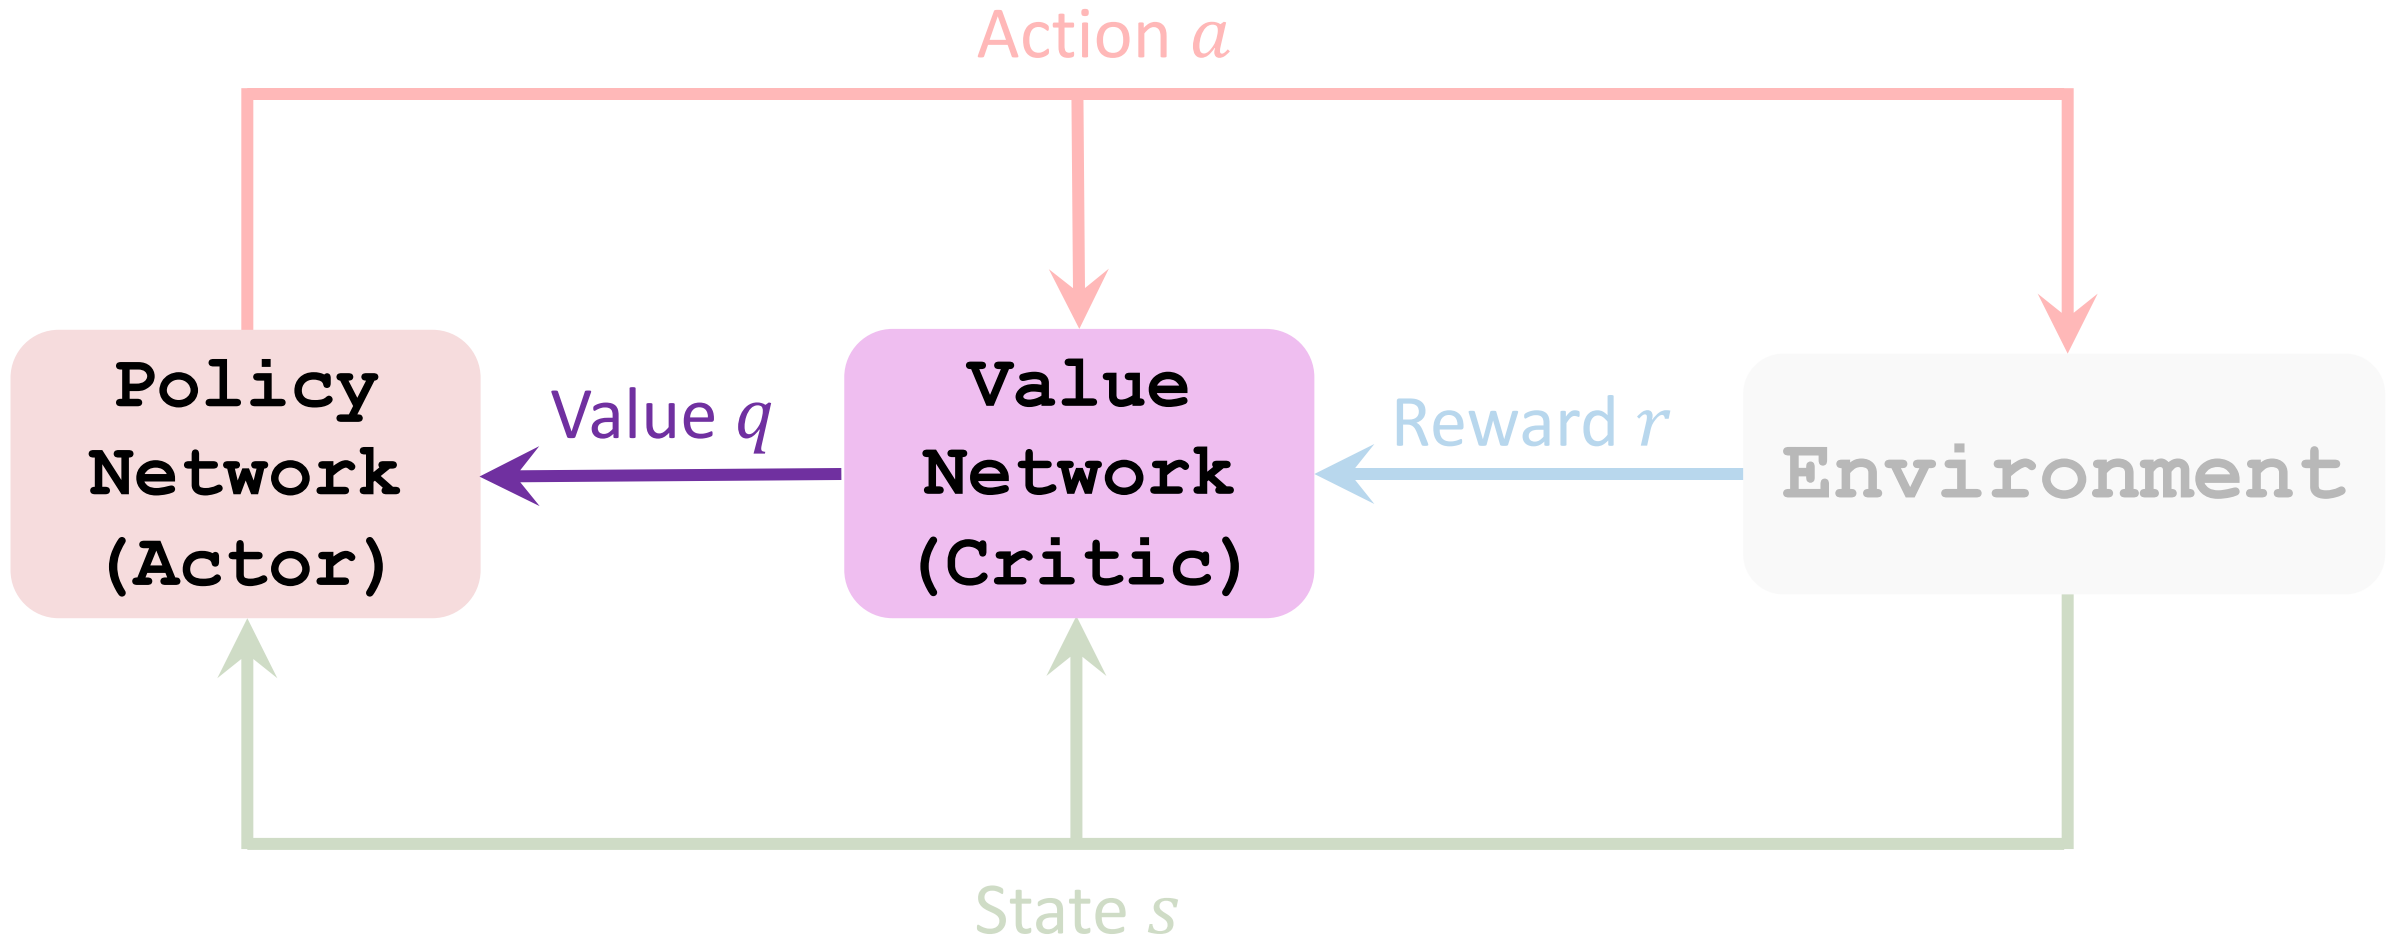 Action a
Policy
Network
(Actor)
Value q
Value
Network
(Critic)
Reward r
Environment
State s